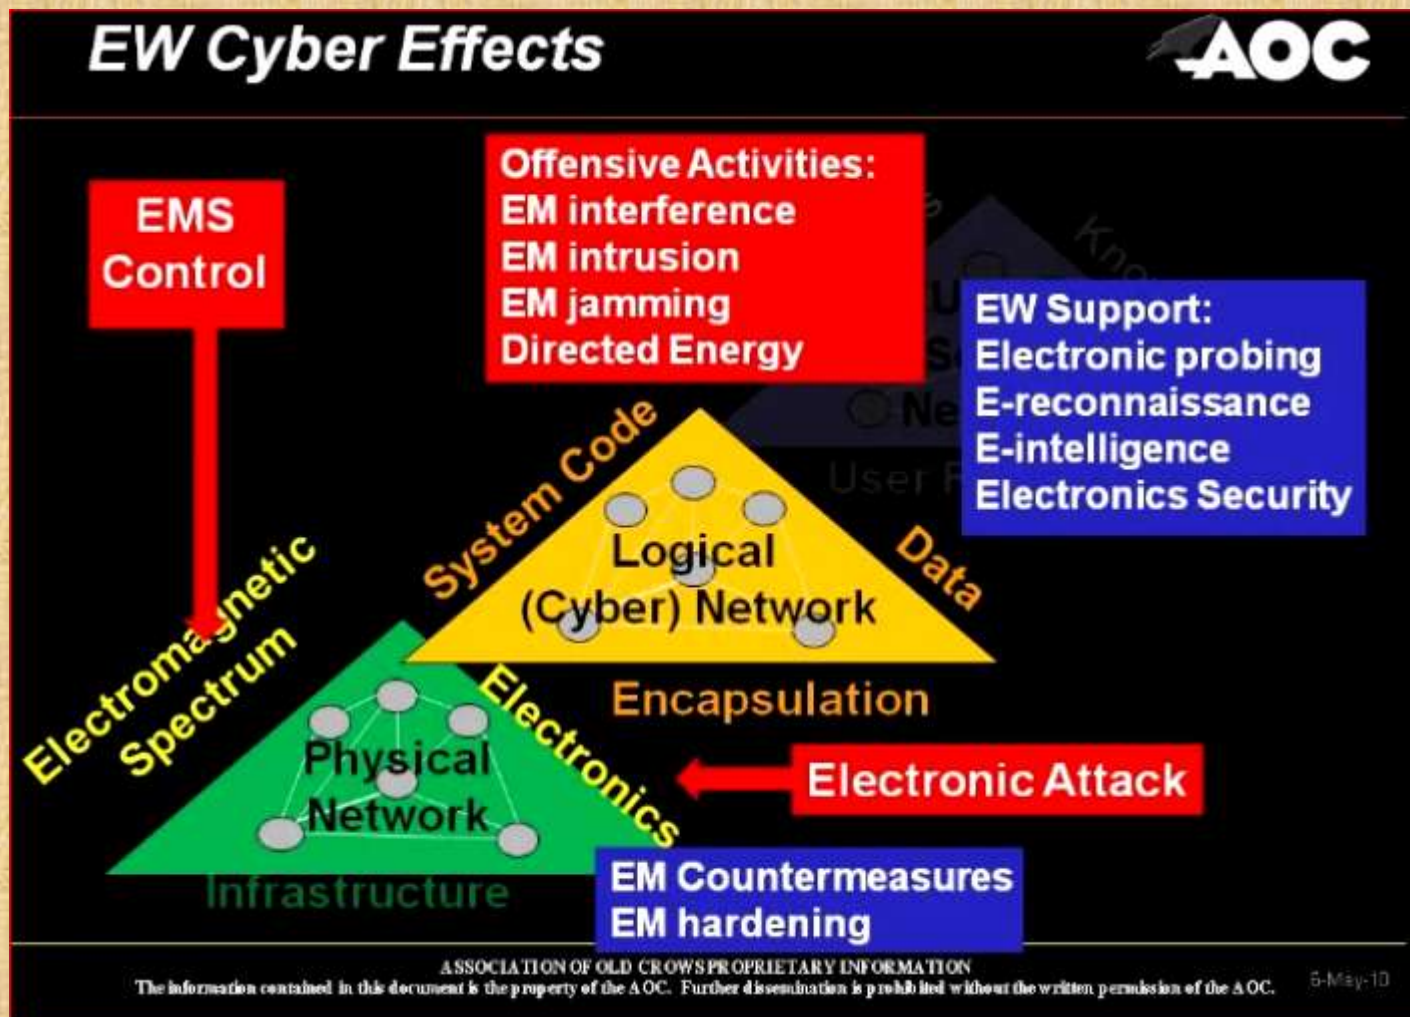 EW Cyber Effects
AOC
EMS
Control
Offensive Activities:
EM interference
EM intrusion
EM jamming
Directed Energy
EW Support:
Electronic probing
E-reconnaissance
E-intelligence
Electronics Security
User
System Code
Data
Logical
(Cyber) Network
Encapsulation
Electromagnetic
Spectrum
Electronics
Physical
Network
Infrastructure
Electronic Attack
EM Countermeasures
EM hardening
ASSOCIATION OF OLD CROWS PROPRIETARY INFORMATION
The information contained in this document is the property of the AOC. Further dissemination is prohibited without the written permission of the AOC.
6-May-10